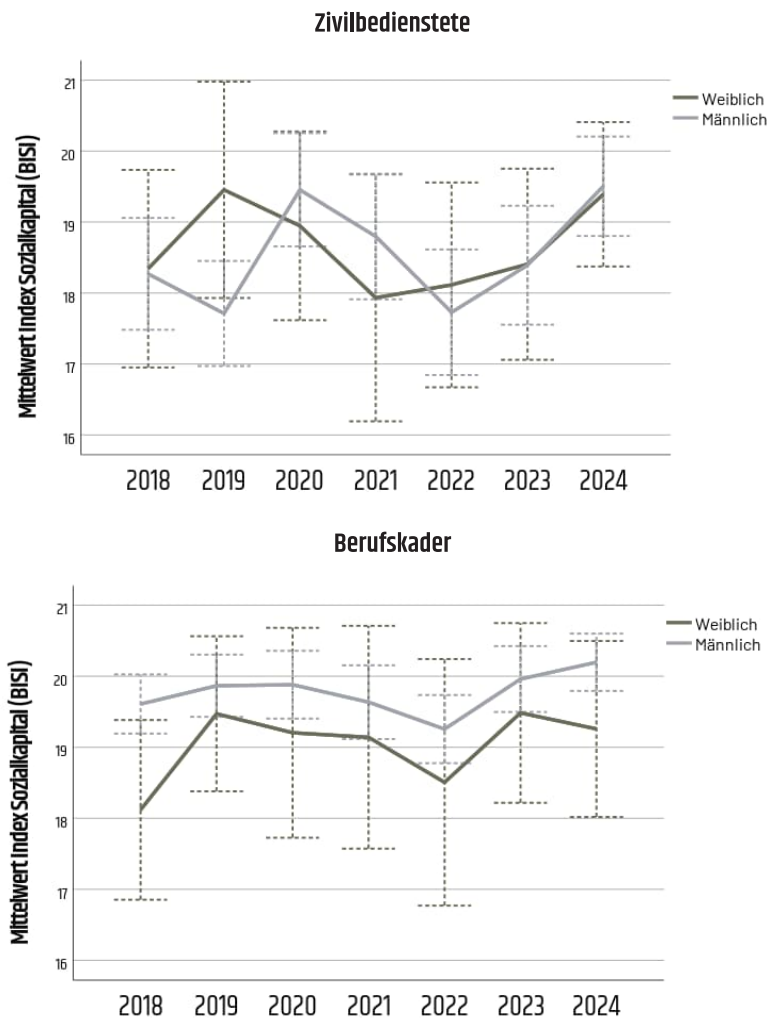 Zivilbedienstete
Mittelwert Index Sozialkapital (BISI)
21
20
19
18
17
16
Weiblich
Männlich
2018 2019 2020 2021 2022 2023 2024
Berufskader
Mittelwert Index Sozialkapital (BISI)
21
20
19
18
17
16
Weiblich
Männlich
2018 2019 2020 2021 2022 2023 2024